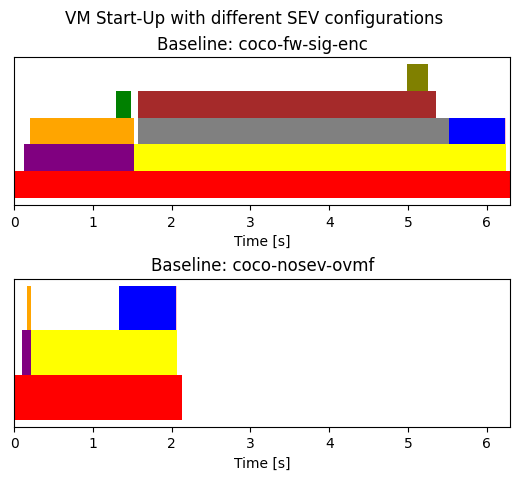 VM Start-Up with different SEV configurations
Baseline: coco-fw-sig-enc
0 1 2 3 4 5 6
Time [s]
Baseline: coco-nosev-ovmf
0 1 2 3 4 5 6
Time [s]